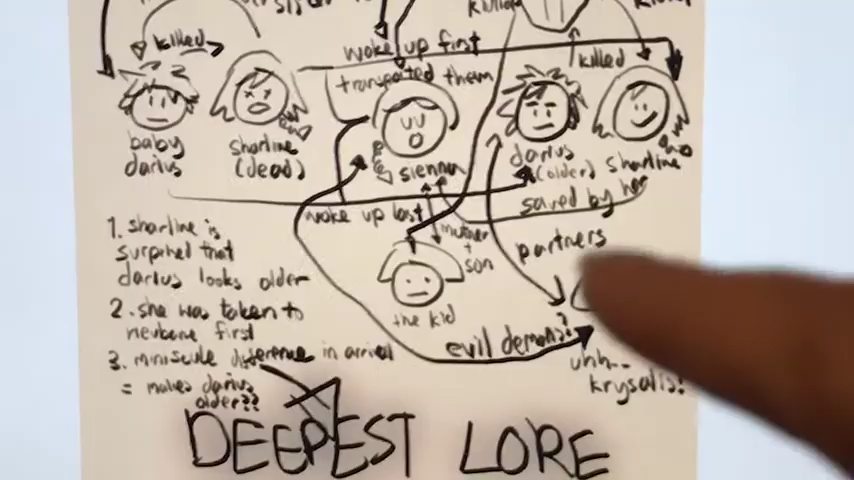 killed
woke up first
killed
transported them
baby
darius
sharline
(dead)
sienna
darius
(older)
sharline
saved by her
woke up last
mother
+
son
partners
the kid
1. sharline is
surprised that
darius looks older
2. she was taken to
first
3. miniscule difference in arrival
= makes darius
older??
evil demons?
uhh...
krysalis?
DEEPEST LORE